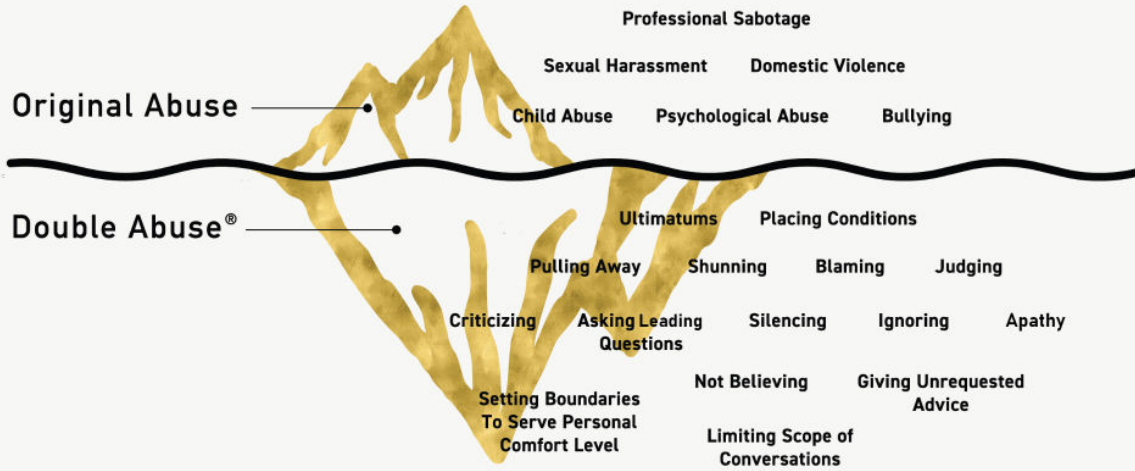 Professional Sabotage
Sexual Harassment Domestic Violence
Original Abuse
Child Abuse Psychological Abuse Bullying
Double Abuse®
Ultimatums Placing Conditions
Pulling Away Shunning Blaming Judging
Criticizing Asking Leading Questions Silencing Ignoring Apathy
Not Believing Giving Unrequested Advice
Setting Boundaries
To Serve Personal
Comfort Level
Limiting Scope of
Conversations